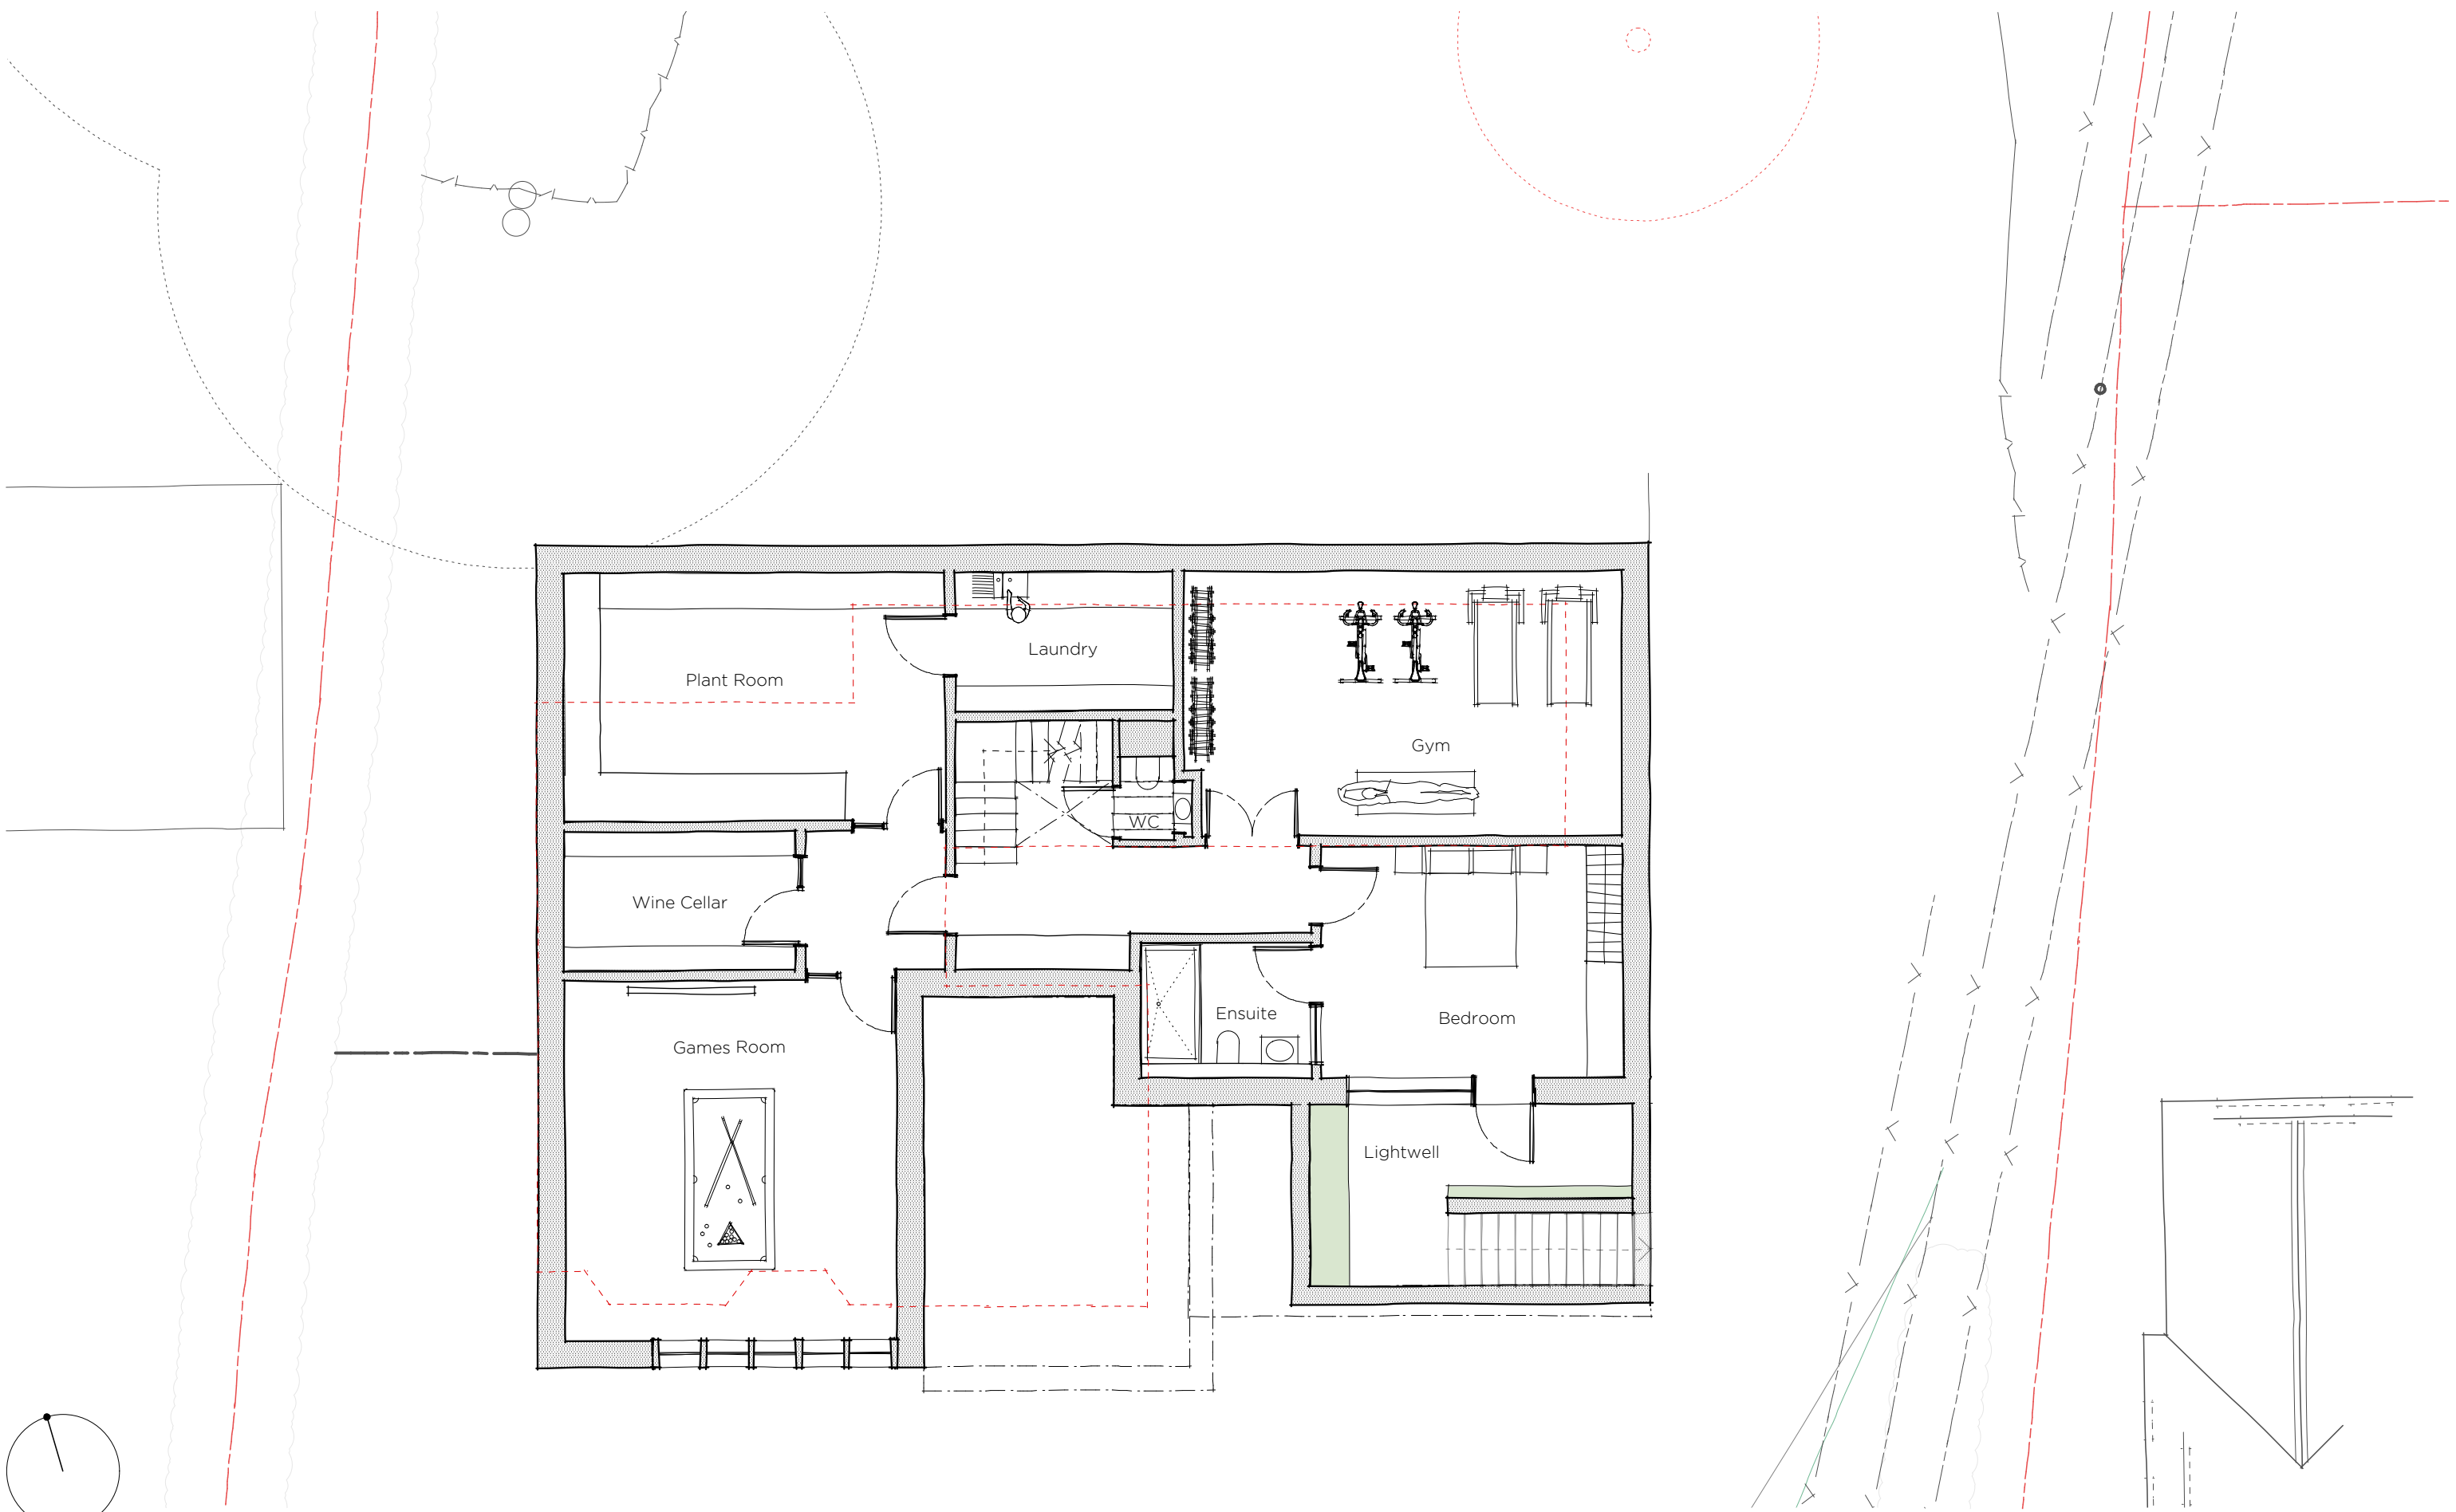 Laundry
Plant Room
Gym
WC
Wine Cellar
Ensuite
Bedroom
Games Room
Lightwell